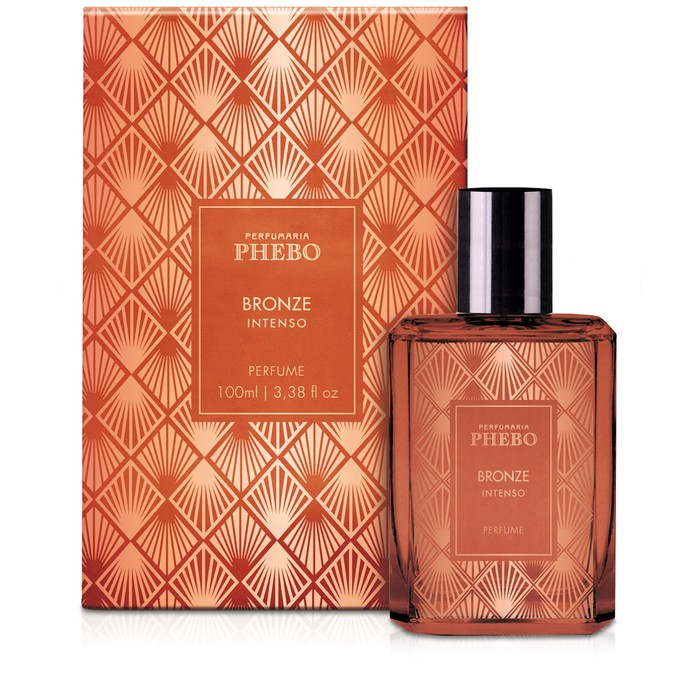 PERFUMARIA
PHEBO
BRONZE
INTENSO
PERFUME
100ml | 3,38 fl oz
PERFUMARIA
PHEBO
BRONZE
INTENSO
PERFUME